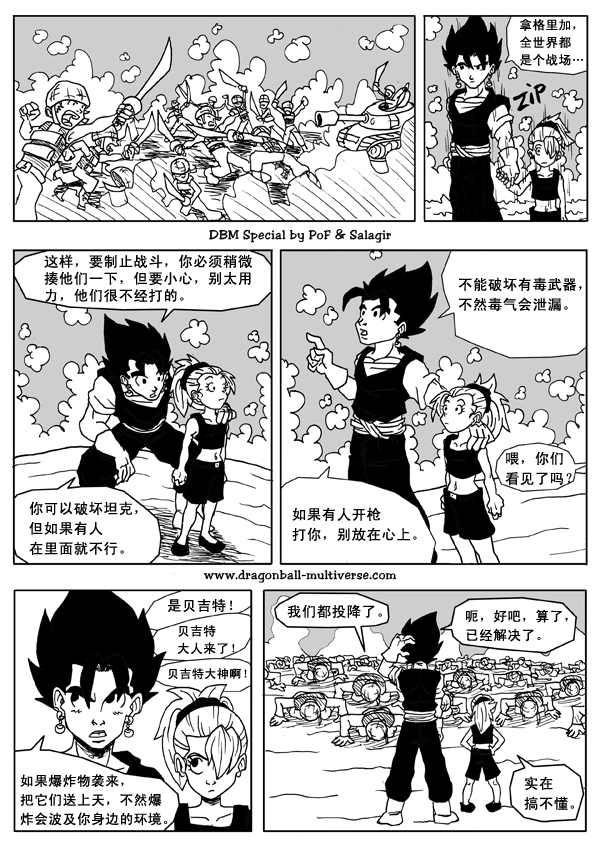 拿格里加，
全世界都
是个战场…
ZIP
DBM Special by PoF & Salagir
这样，要制止战斗，你必须稍微
揍他们一下，但要小心，别太用
力，他们很不经打的。
你可以破坏坦克，
但如果有人
在里面就不行。
不能破坏有毒武器，
不然毒气会泄漏。
如果有人开枪
打你，别放在心上。
喂，你们
看见了吗？
www.dragonball-multiverse.com
是贝吉特！
贝吉特
大人来了！
贝吉特大神啊！
如果爆炸物袭来，
把它们送上天，不然爆
炸会波及你身边的环境。
我们都投降了。
呃，好吧，算了，
已经解决了。
实在
搞不懂。